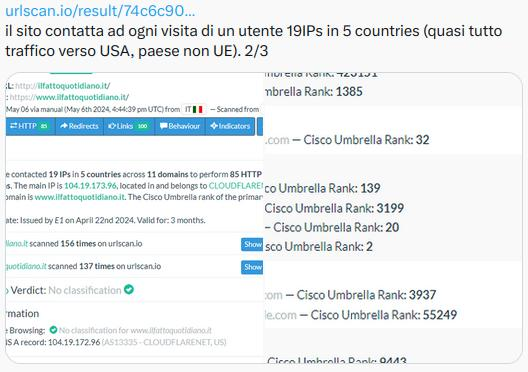 urlscan.io/result/74c6c90...
il sito contatta ad ogni visita di un utente 19IPs in 5 countries (quasi tutto
traffico verso USA, paese non UE). 2/3
L: http://ilfattoquotidiano.it/
: https://www.ilfattoquotidiano.it/
May 06 via manual (May 6th 2024, 4:44:39 pm UTC) from IT — Scanned from
HTTP 85 Redirects Links 100 Behaviour Indicators
e contacted 19 IPs in 5 countries across 11 domains to perform 85 HTTP
s. The main IP is 104.19.173.96, located in and belongs to CLOUDFLAREN
omain is www.ilfattoquotidiano.it. The Cisco Umbrella rank of the primar
ate: Issued by E1 on April 22nd 2024. Valid for: 3 months.
diano.it scanned 156 times on urlscan.io Show
quotidiano.it scanned 137 times on urlscan.io Show
o Verdict: No classification
rmation
e Browsing: No classification for www.ilfattoquotidiano.it
NS A record: 104.19.172.96 (AS13335 - CLOUDFLARENET, US)
423151
mbrella Rank: 1385
.com — Cisco Umbrella Rank: 32
co Umbrella Rank: 139
Cisco Umbrella Rank: 3199
Cisco Umbrella Rank: 20
isco Umbrella Rank: 2
om — Cisco Umbrella Rank: 3937
le.com — Cisco Umbrella Rank: 55249
isco Umbrella Rank: 9443